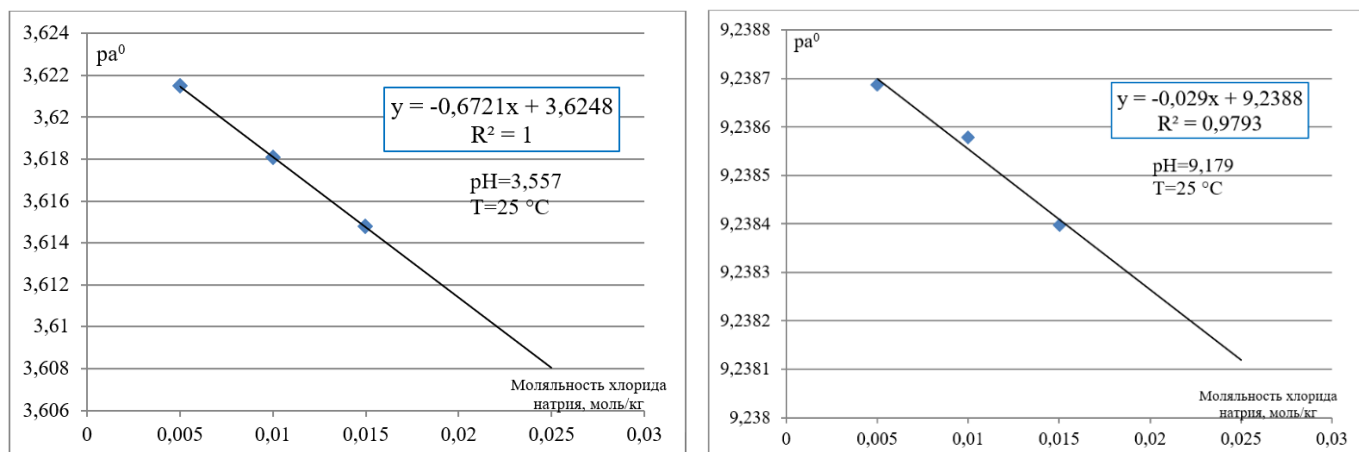 3,624
pa⁰
3,622
3,62
y = -0,6721x + 3,6248
R² = 1
3,618
pH=3,557
3,616
T=25 °C
3,614
3,612
3,61
3,608
Моляльность хлорида
натрия, моль/кг
3,606
0 0,005 0,01 0,015 0,02 0,025 0,03
9,2388
pa⁰
9,2387
y = -0,029x + 9,2388
R² = 0,9793
9,2386
9,2385
pH=9,179
T=25 °C
9,2384
9,2383
9,2382
9,2381
Моляльность хлорида
натрия, моль/кг
9,238
0 0,005 0,01 0,015 0,02 0,025 0,03